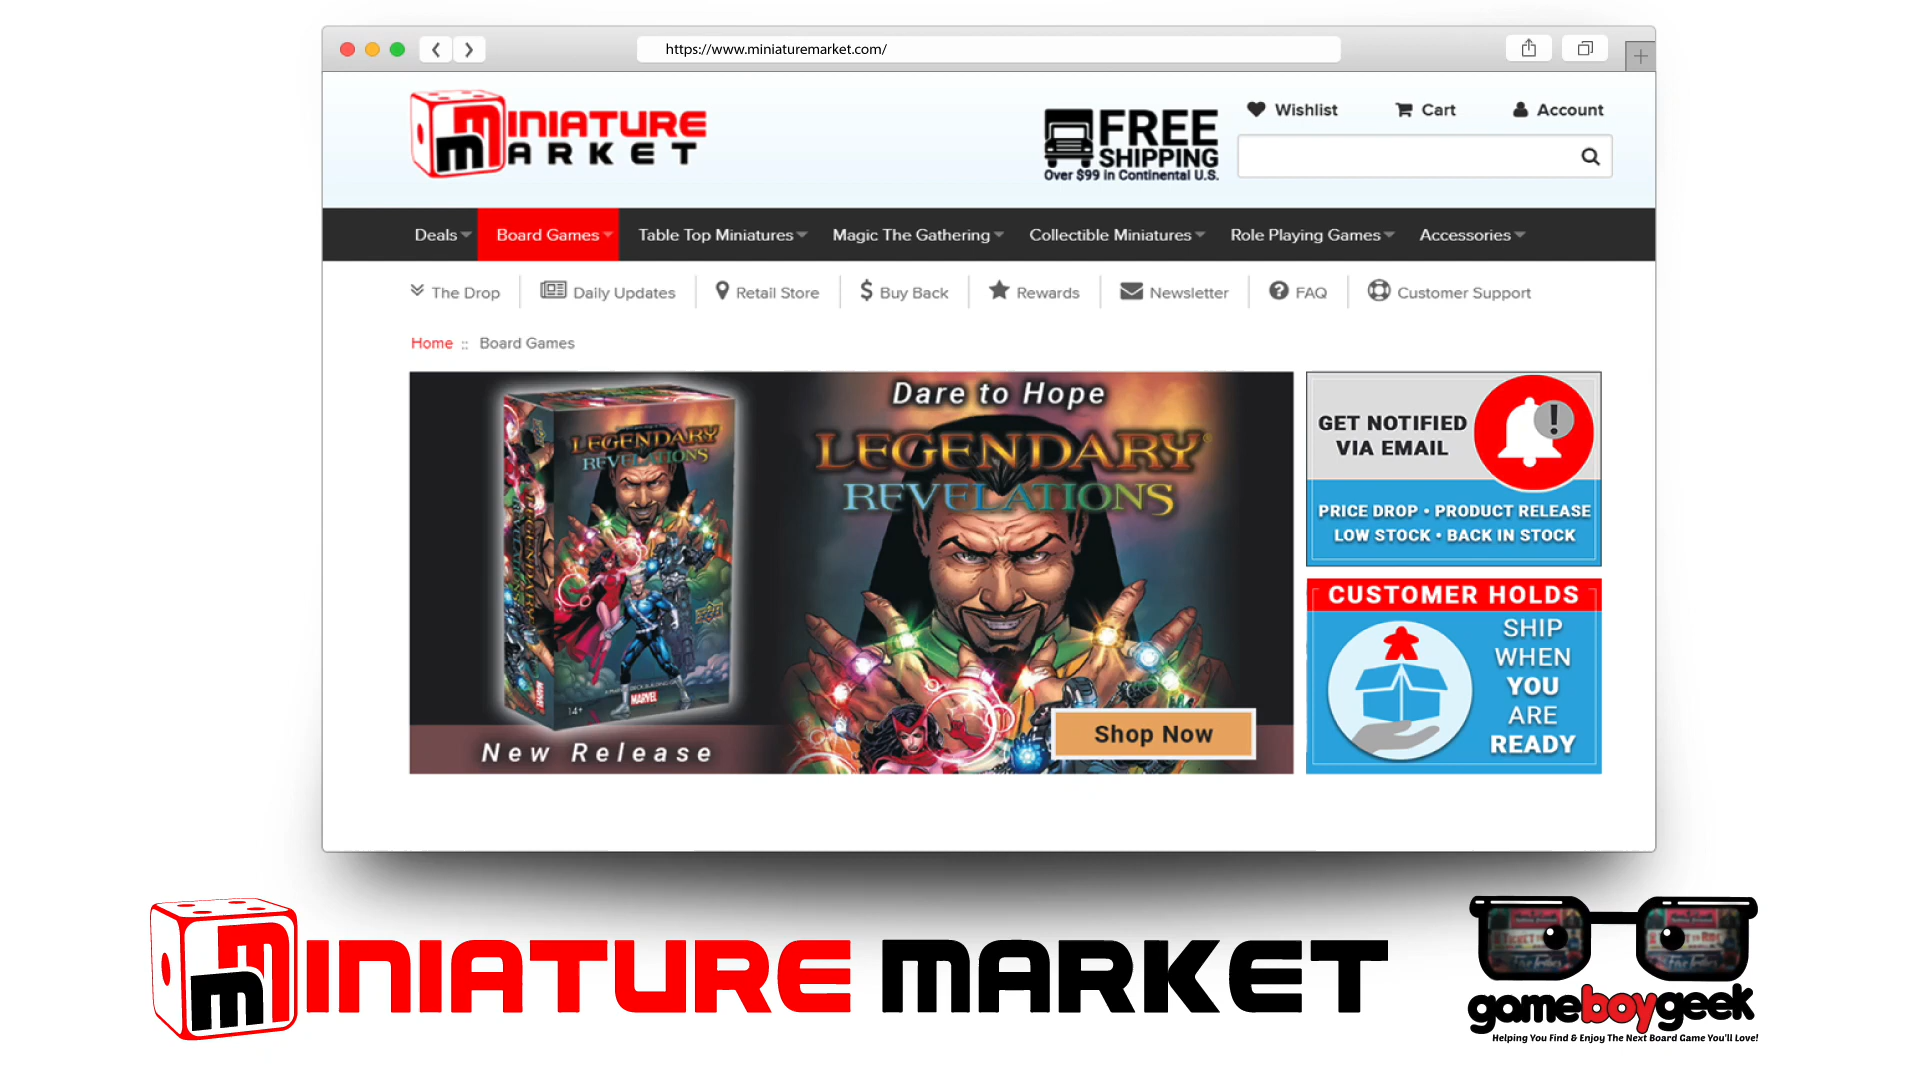 https://www.miniaturemarket.com/
MINIATURE
MARKET
FREE
SHIPPING
Over $99 in Continental U.S.
Wishlist
Cart
Account
Deals
Board Games
Table Top Miniatures
Magic The Gathering
Collectible Miniatures
Role Playing Games
Accessories
The Drop
Daily Updates
Retail Store
Buy Back
Rewards
Newsletter
FAQ
Customer Support
Home :: Board Games
LEGENDARY
REVELATIONS
MARVEL
14+
New Release
Dare to Hope
LEGENDARY®
REVELATIONS
Shop Now
GET NOTIFIED
VIA EMAIL
PRICE DROP • PRODUCT RELEASE
LOW STOCK • BACK IN STOCK
CUSTOMER HOLDS
SHIP
WHEN
YOU
ARE
READY
MINIATURE MARKET
gameboygeek
Helping You Find & Enjoy The Next Board Game You'll Love!